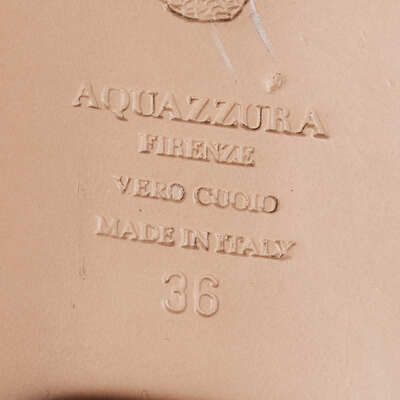 AQUAZZURA
FIRENZE
VERO CUOIO
MADE IN ITALY
36